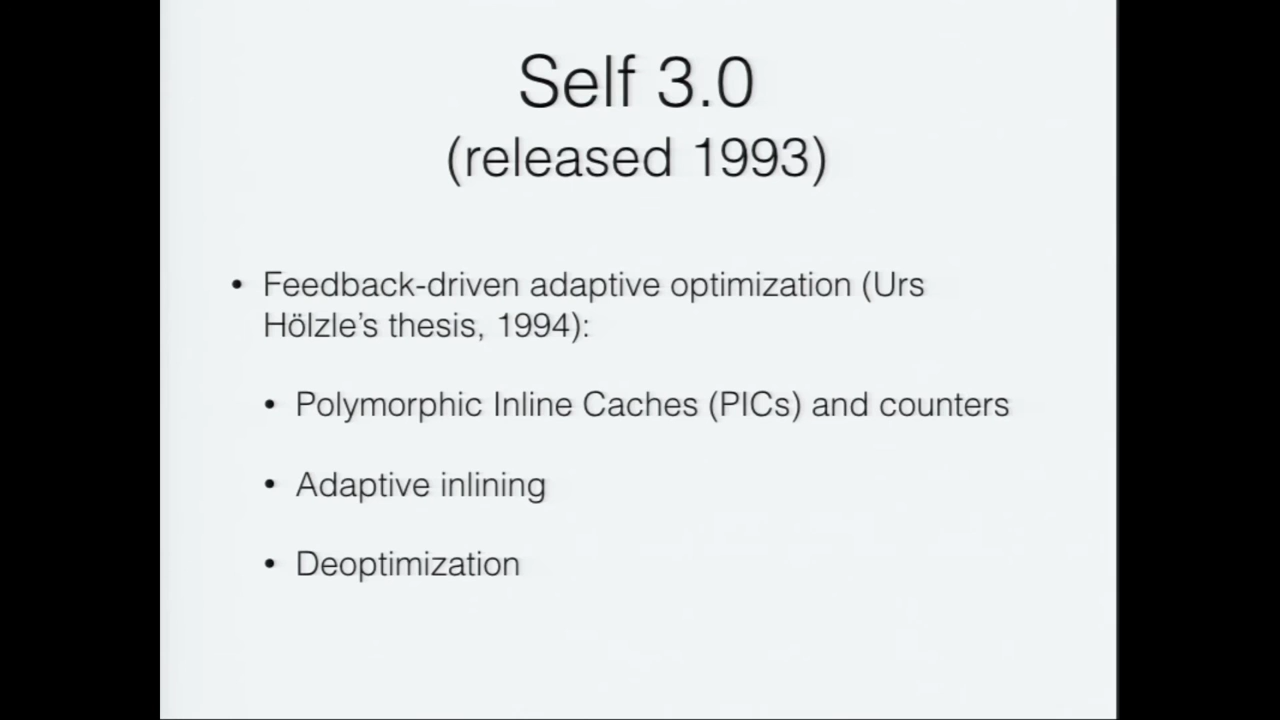 Self 3.0
(released 1993)
• Feedback-driven adaptive optimization (Urs
Hölzle’s thesis, 1994):
• Polymorphic Inline Caches (PICs) and counters
• Adaptive inlining
• Deoptimization